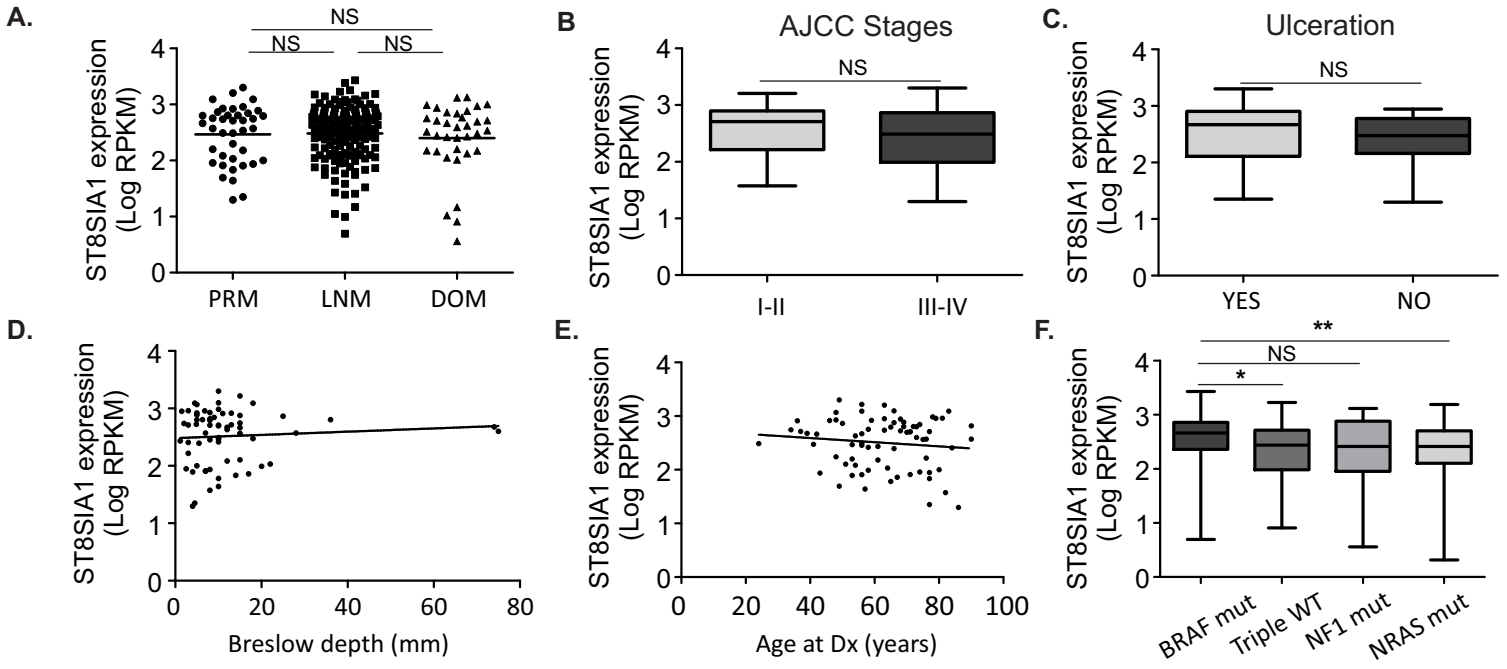 A.
NS
NS
NS
ST8SIA1 expression
(Log RPKM)
4
3
2
1
0
PRM
LNM
DOM
B
AJCC Stages
NS
ST8SIA1 expression
(Log RPKM)
4
3
2
1
0
I-II
III-IV
C.
Ulceration
NS
ST8SIA1 expression
(Log RPKM)
4
3
2
1
0
YES
NO
D.
ST8SIA1 expression
(Log RPKM)
4
3
2
1
0
0
20
40
60
80
Breslow depth (mm)
E.
ST8SIA1 expression
(Log RPKM)
4
3
2
1
0
0
20
40
60
80
100
Age at Dx (years)
F.
**
NS
*
ST8SIA1 expression
(Log RPKM)
4
3
2
1
0
BRAF mut
Triple WT
NF1 mut
NRAS mut